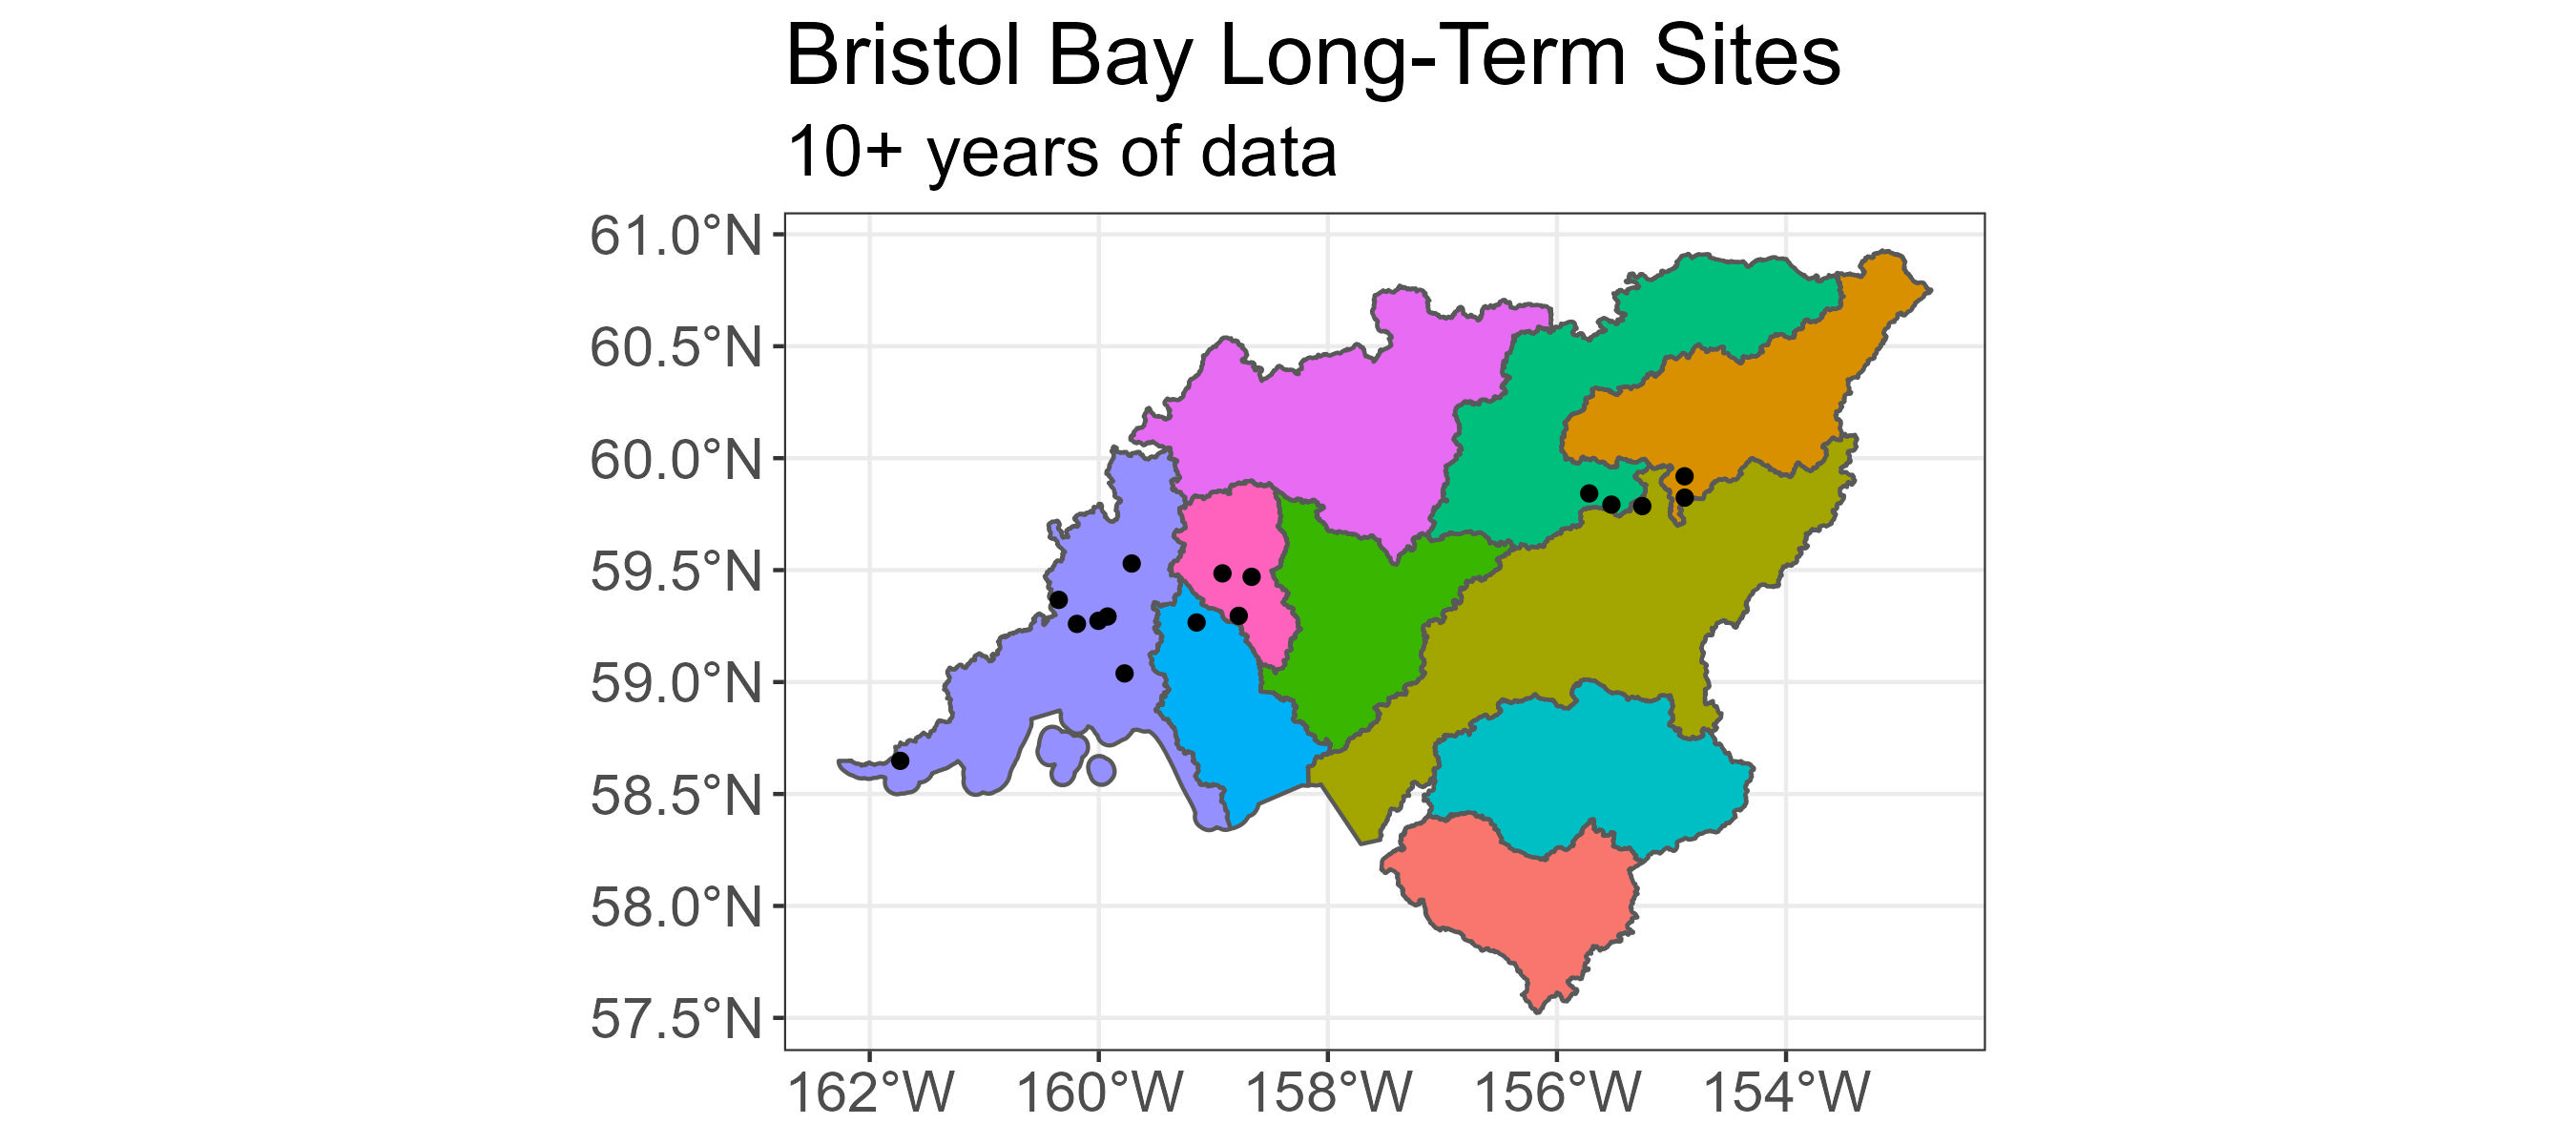 Bristol Bay Long-Term Sites
10+ years of data
61.0°N
60.5°N
60.0°N
59.5°N
59.0°N
58.5°N
58.0°N
57.5°N
162°W 160°W 158°W 156°W 154°W